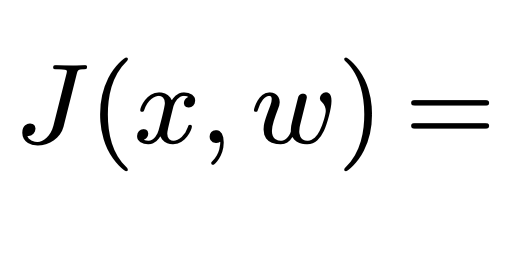 J(x, w) =